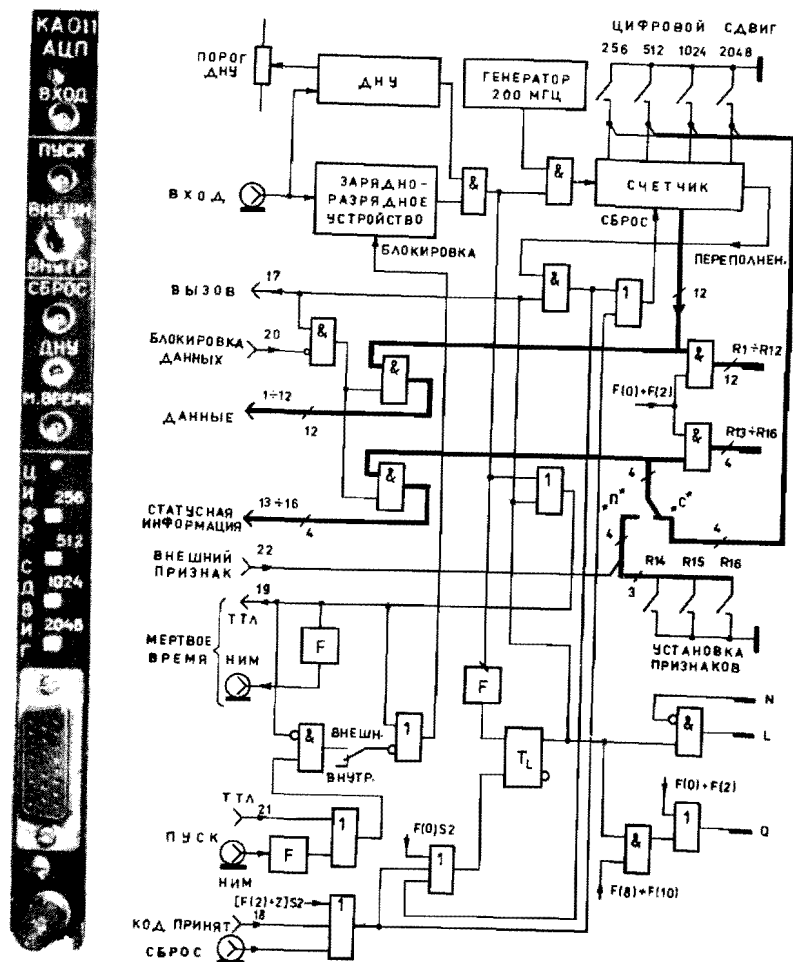 КА011
АЦП
ВХОД
ПУСК
ВНЕШН
ВНУТР
СБРОС
ДНУ
М.ВРЕМЯ
ЦИФР. СДВИГ
256
512
1024
2048
ПОРОГ
ДНУ
ДНУ
ГЕНЕРАТОР
200 МГЦ
ЦИФРОВОЙ СДВИГ
256 512 1024 2048
ВХОД
ЗАРЯДНО-
РАЗРЯДНОЕ
УСТРОЙСТВО
&
&
СЧЕТЧИК
СБРОС
БЛОКИРОВКА
ПЕРЕПОЛНЕН.
ВЫЗОВ
17
&
1
12
БЛОКИРОВКА
ДАННЫХ
20
&
&
&
R1÷R12
12
F(0)+F(2)
ДАННЫЕ
1÷12
12
&
R13÷R16
4
&
СТАТУСНАЯ
ИНФОРМАЦИЯ
13÷16
4
1
4
"П"
"С"
4
4
ВНЕШНИЙ
ПРИЗНАК
22
R14 R15 R16
3
УСТАНОВКА
ПРИЗНАКОВ
МЕРТВОЕ
ВРЕМЯ
19
ТТЛ
НИМ
F
F
&
ВНЕШН.
ВНУТР.
1
TL
N
&
L
ТТЛ
21
ПУСК
НИМ
F
1
F(0)S2
1
F(0)+F(2)
1
Q
&
F(8)+F(10)
[F(2)+Z]S2
КОД ПРИНЯТ
18
СБРОС
1